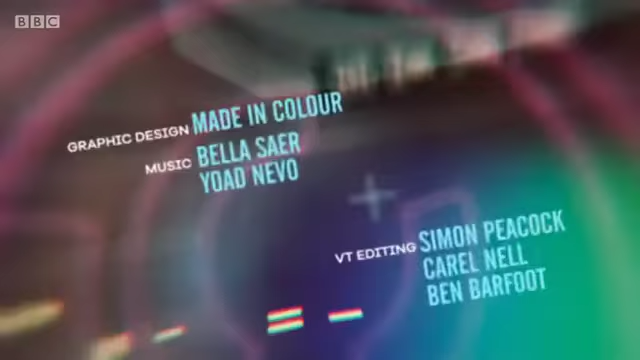 BBC
GRAPHIC DESIGN MADE IN COLOUR
MUSIC BELLA SAER
YOAD NEVO
VT EDITING SIMON PEACOCK
CAREL NELL
BEN BARFOOT